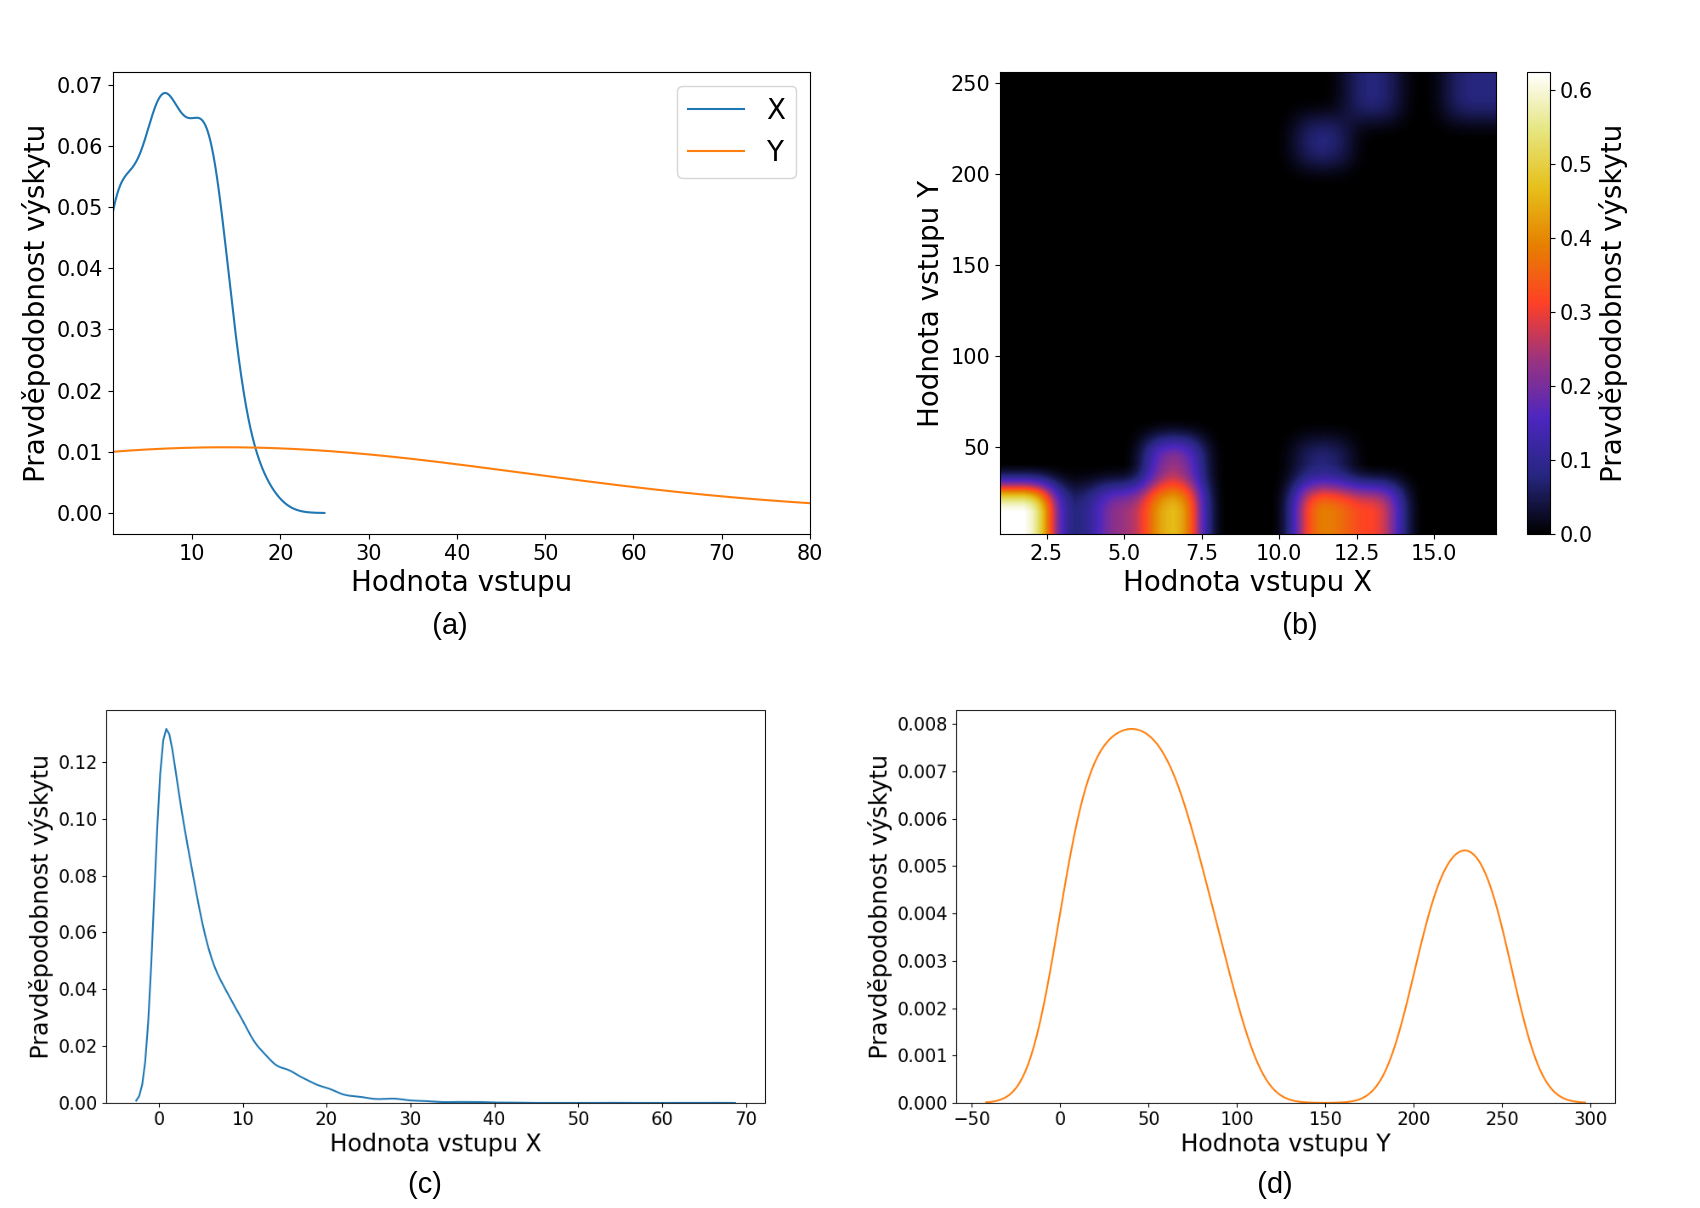 0.07
0.06
0.05
0.04
0.03
0.02
0.01
0.00
Pravděpodobnost výskytu
X
Y
10 20 30 40 50 60 70 80
Hodnota vstupu
(a)
250
200
150
100
50
Hodnota vstupu Y
2.5 5.0 7.5 10.0 12.5 15.0
Hodnota vstupu X
0.6
0.5
0.4
0.3
0.2
0.1
0.0
Pravděpodobnost výskytu
(b)
0.12
0.10
0.08
0.06
0.04
0.02
0.00
Pravděpodobnost výskytu
0 10 20 30 40 50 60 70
Hodnota vstupu X
(c)
0.008
0.007
0.006
0.005
0.004
0.003
0.002
0.001
0.000
Pravděpodobnost výskytu
−50 0 50 100 150 200 250 300
Hodnota vstupu Y
(d)